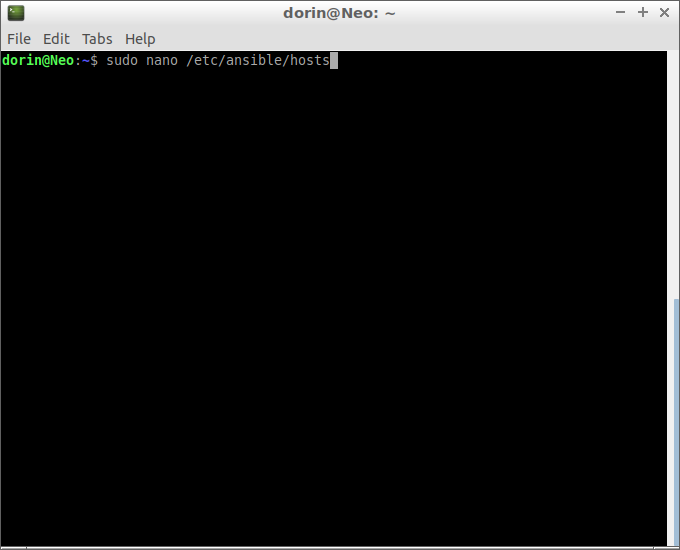 dorin@Neo: ~
File Edit Tabs Help
dorin@Neo:~$ sudo nano /etc/ansible/hosts